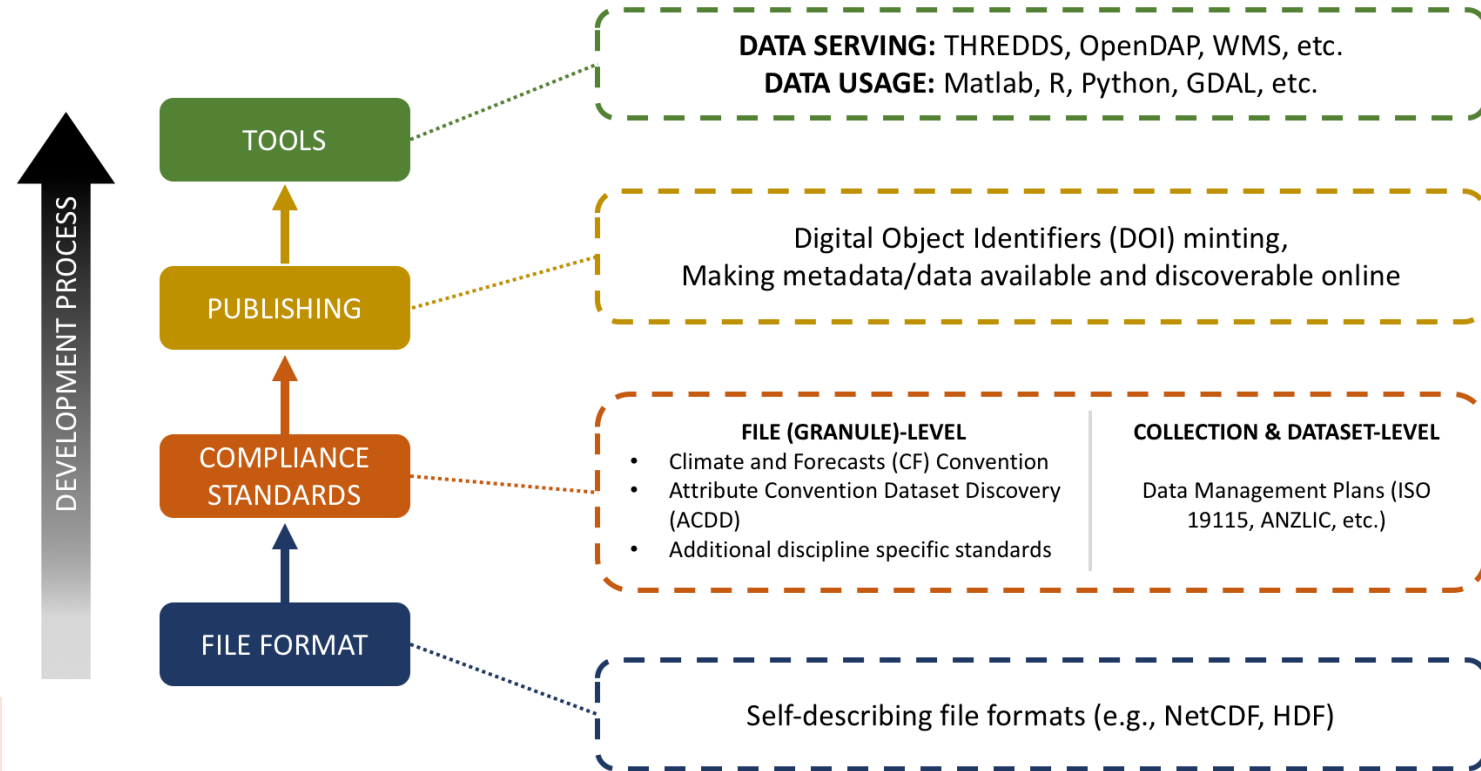 DATA SERVING: THREDDS, OpenDAP, WMS, etc.
DATA USAGE: Matlab, R, Python, GDAL, etc.
TOOLS
DEVELOPMENT PROCESS
Digital Object Identifiers (DOI) minting,
Making metadata/data available and discoverable online
PUBLISHING
FILE (GRANULE)-LEVEL
• Climate and Forecasts (CF) Convention
• Attribute Convention Dataset Discovery
(ACDD)
• Additional discipline specific standards
COLLECTION & DATASET-LEVEL
Data Management Plans (ISO
19115, ANZLIC, etc.)
COMPLIANCE
STANDARDS
FILE FORMAT
Self-describing file formats (e.g., NetCDF, HDF)